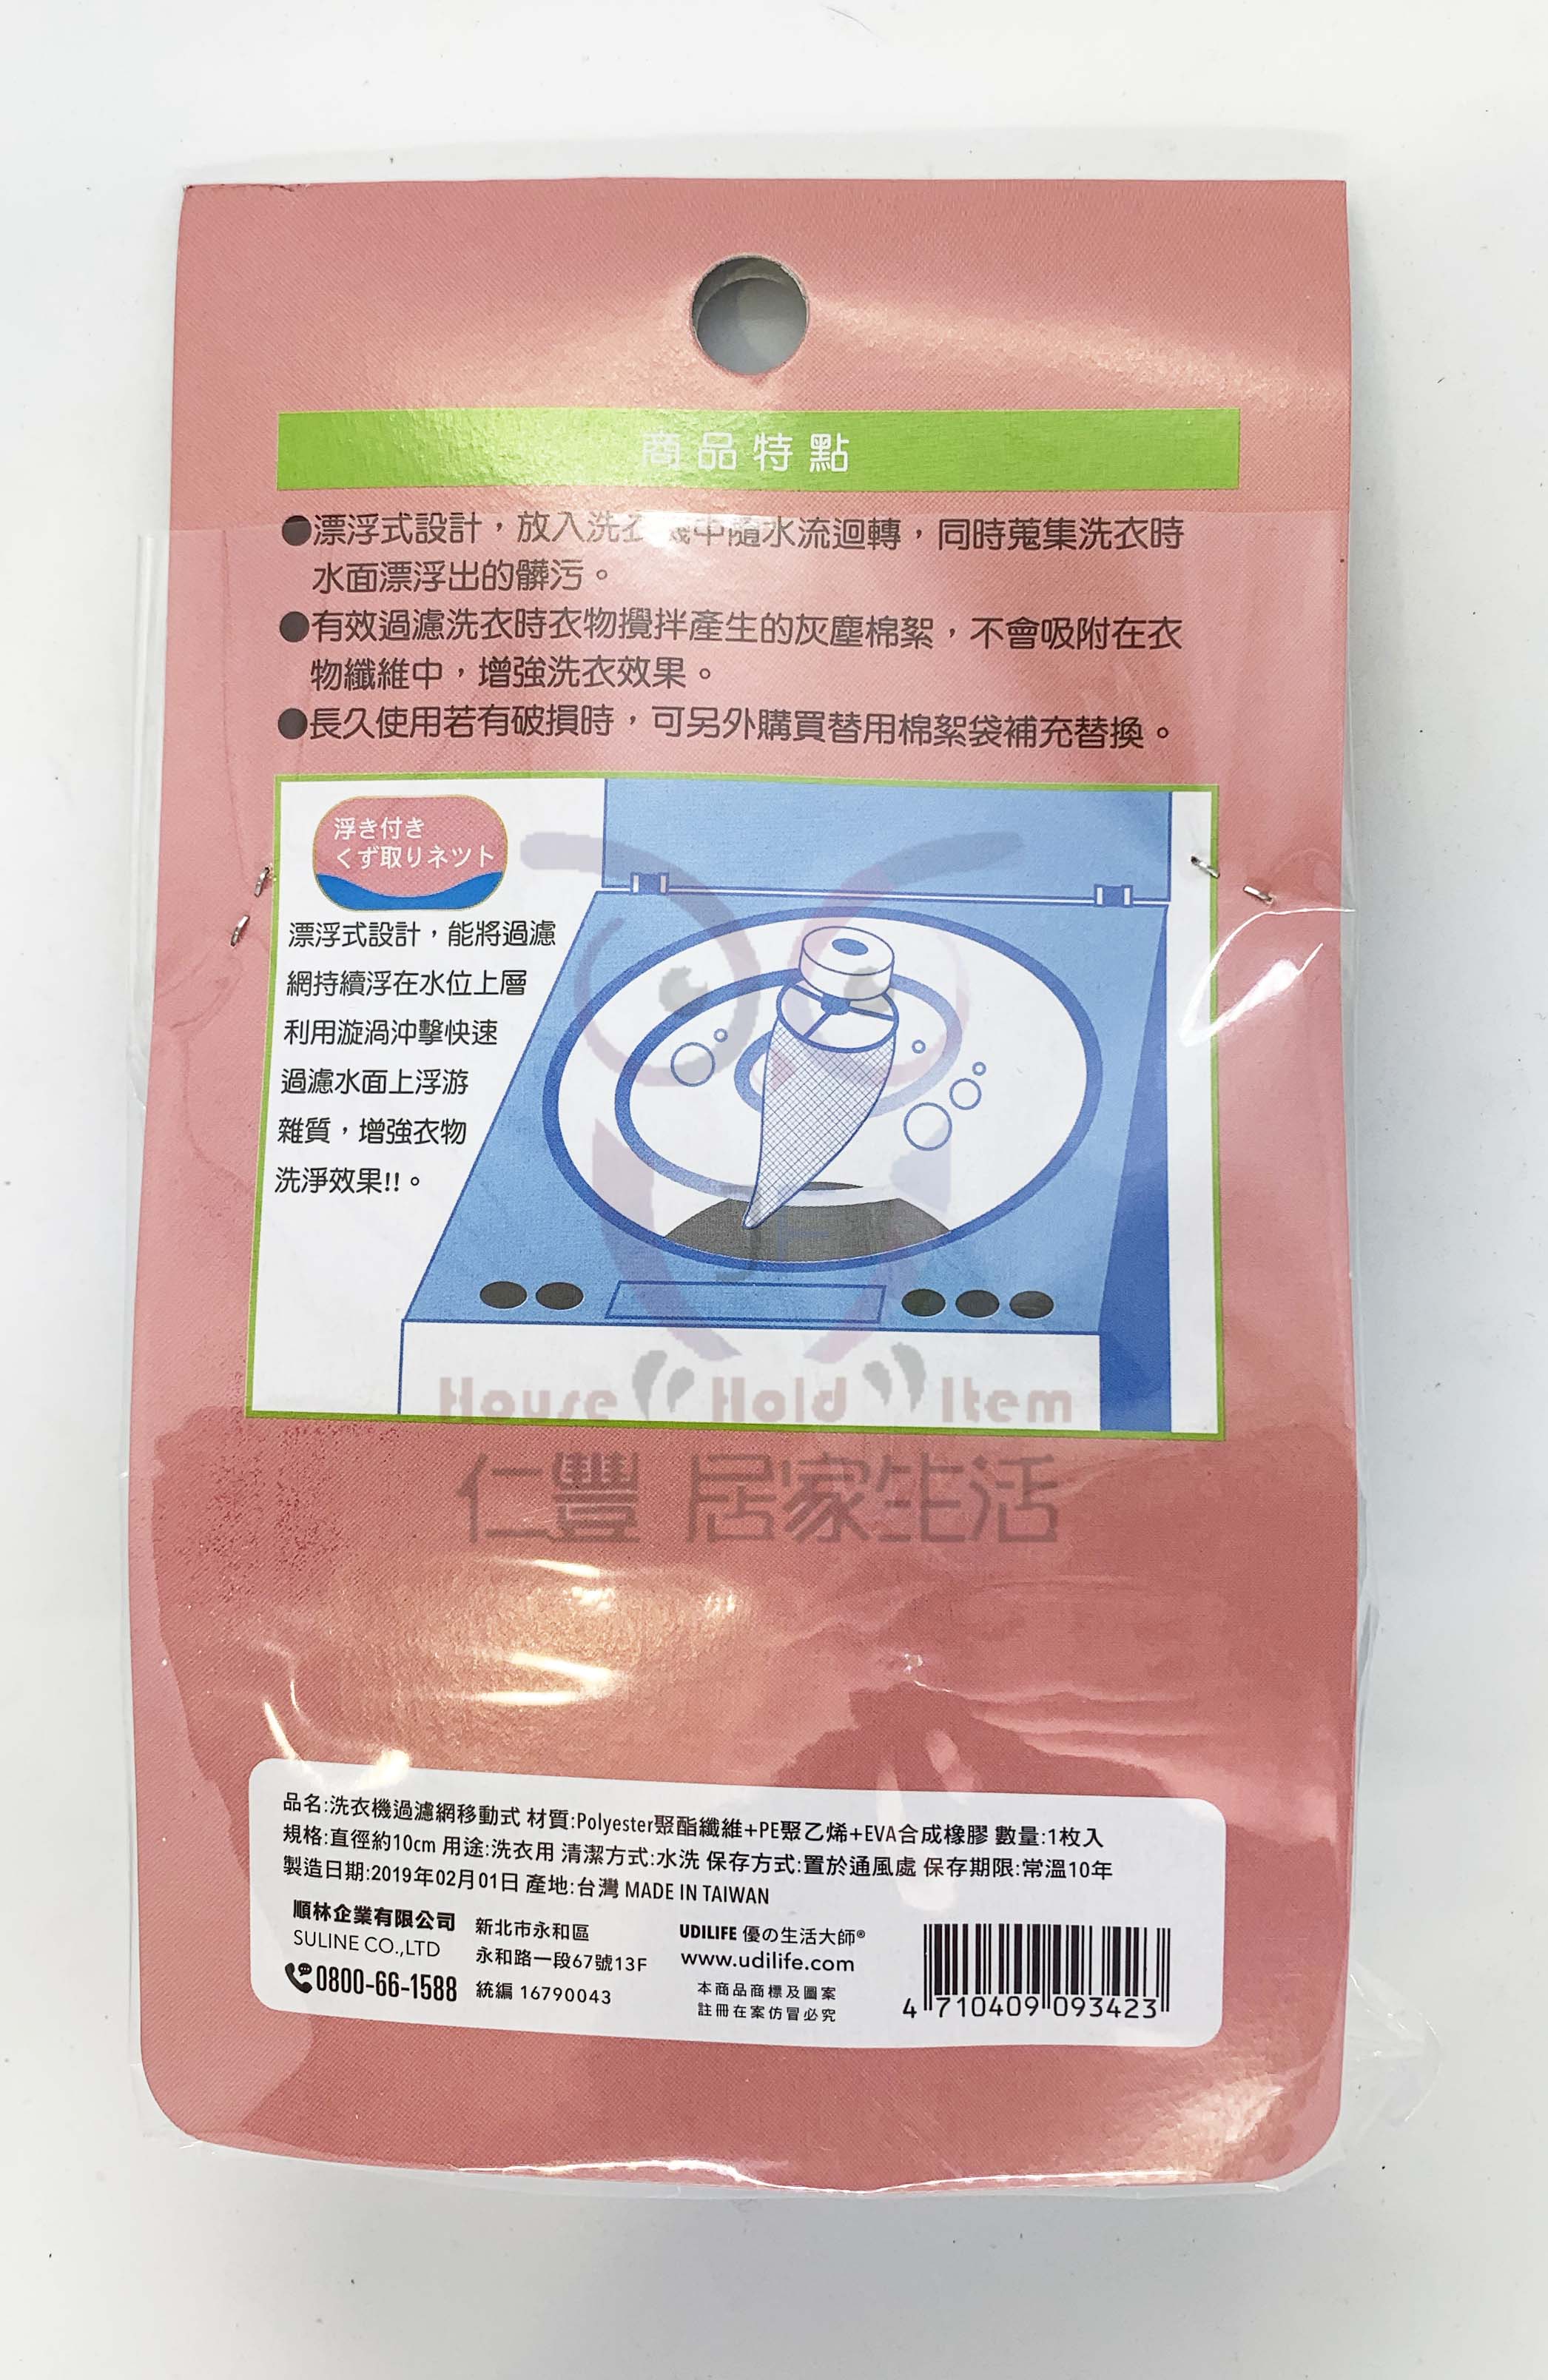 商品特點
●漂浮式設計，放入洗衣機中隨水流迴轉，同時蒐集洗衣時
水面漂浮出的髒污。
●有效過濾洗衣時衣物攪拌產生的灰塵棉絮，不會吸附在衣
物纖維中，增強洗衣效果。
●長久使用若有破損時，可另外購買替用棉絮袋補充替換。
浮き付き
くず取りネツト
漂浮式設計，能將過濾
網持續浮在水位上層
利用漩渦沖擊快速
過濾水面上浮游
雜質，增強衣物
洗淨效果!!。
House Hold Item
仁豐 居家生活
品名:洗衣機過濾網移動式 材質:Polyester聚酯纖維+PE聚乙烯+EVA合成橡膠 數量:1枚入
規格:直徑約10cm 用途:洗衣用 清潔方式:水洗 保存方式:置於通風處 保存期限:常溫10年
製造日期:2019年02月01日 產地:台灣 MADE IN TAIWAN
順林企業有限公司
SULINE CO.,LTD
0800-66-1588
新北市永和區
永和路一段67號13F
統編 16790043
UDILIFE 優の生活大師®
www.udilife.com
本商品商標及圖案
註冊在案仿冒必究
4 710409 093423